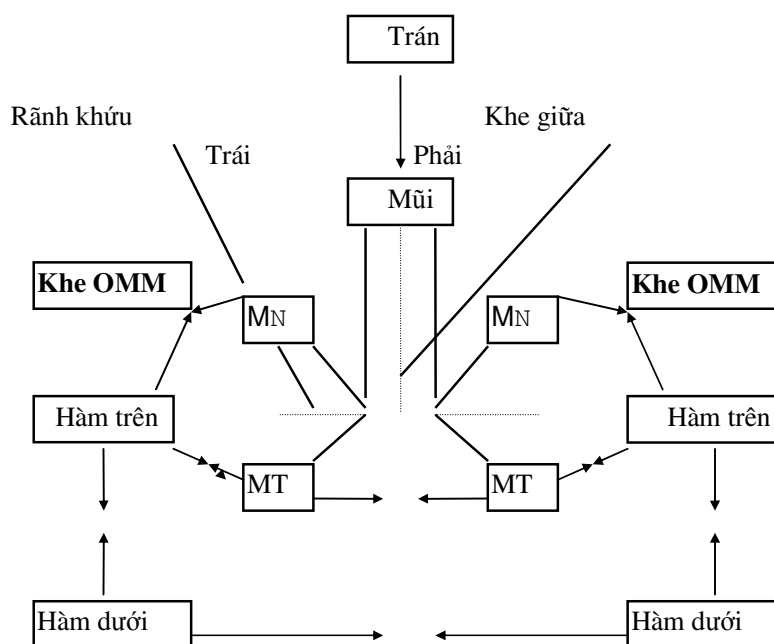 Trán
Rãnh khứu
Khe giữa
Trái
Phải
Mũi
Khe OMM
Khe OMM
MN
MN
Hàm trên
Hàm trên
MT
MT
Hàm dưới
Hàm dưới